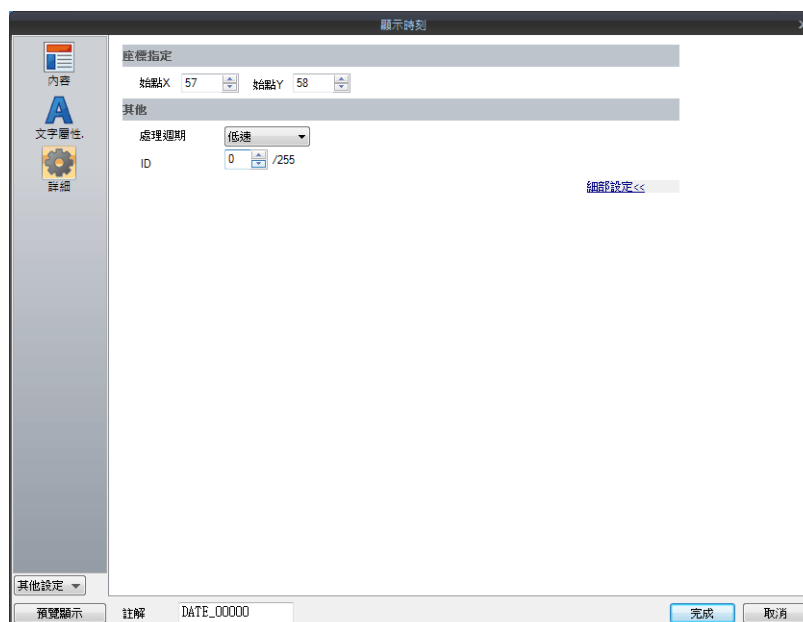 顯示時刻
內容
文字屬性.
詳細
座標指定
始點X 57 始點Y 58
其他
處理週期 低速
ID 0 /255
細部設定<<
其他設定
預覽顯示 註解 DATE_00000 完成 取消